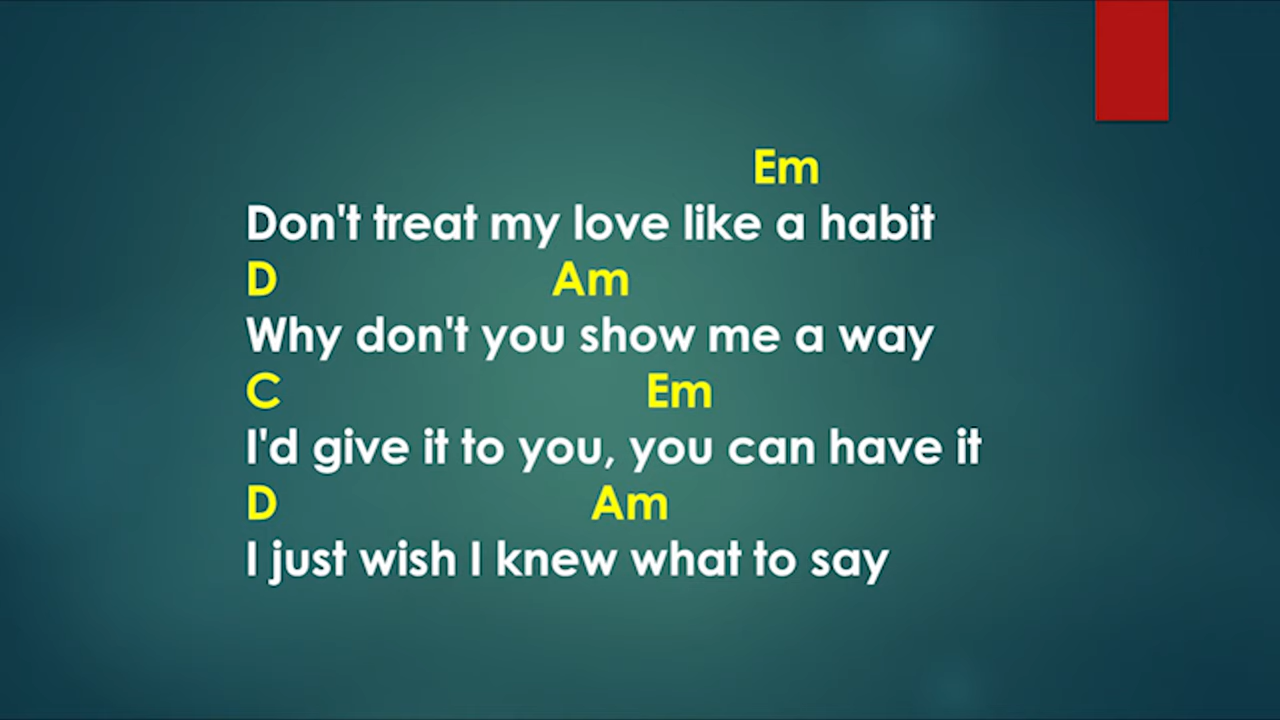 Em
Don't treat my love like a habit
D Am
Why don't you show me a way
C Em
I'd give it to you, you can have it
D Am
I just wish I knew what to say